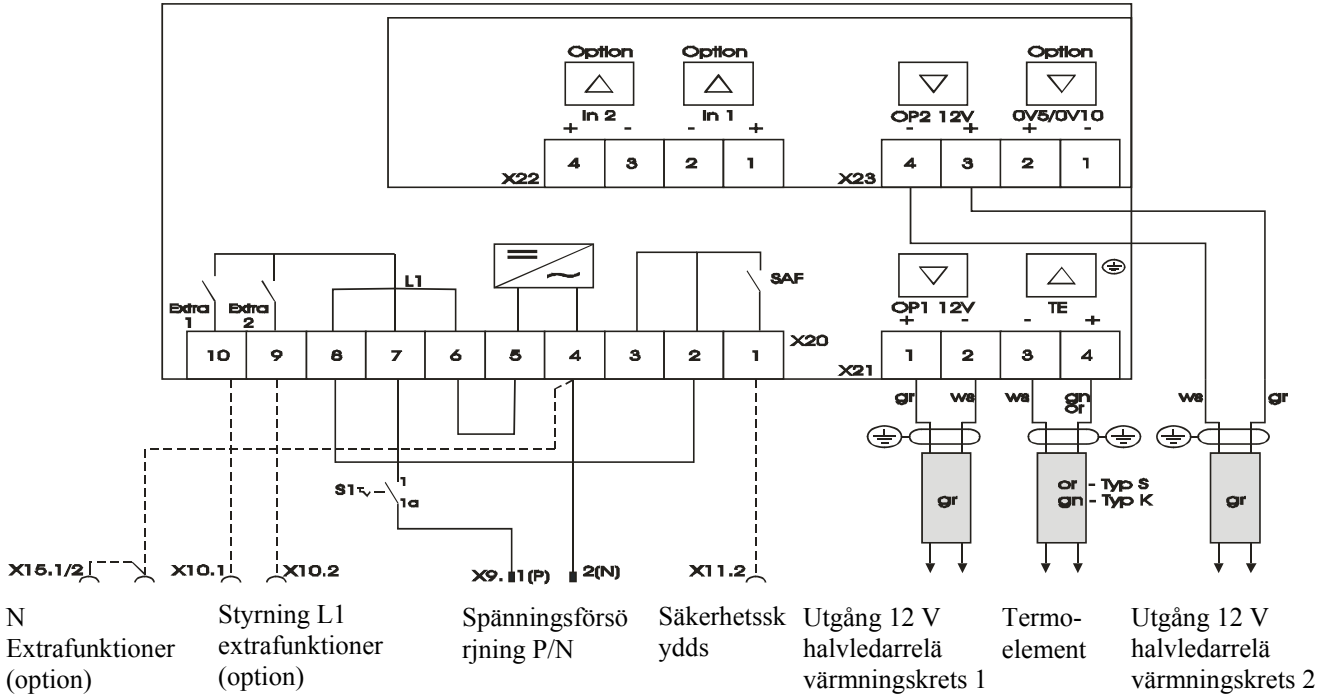 Option Option Option
In 2 In 1 OP2 12V 0V5/0V10
+ - - + - + + -
X22 4 3 2 1 X23 4 3 2 1
L1 SAF
Extra 1 Extra 2 OP1 12V TE
+ - - +
10 9 8 7 6 5 4 3 2 1 X20
X21 1 2 3 4
gr ws ws gn or ws gr
S1 1
1a
gr or - Typ S gr
gn - Typ K
X15.1/2 X10.1 X10.2 X9. 1(P) 2(N) X11.2
N
Extrafunktioner
(option)
Styrning L1
extrafunktioner
(option)
Spänningsförsö
rjning P/N
Säkerhetssk
ydds
Utgång 12 V
halvledarrelä
värmningskrets 1
Termo-
element
Utgång 12 V
halvledarrelä
värmningskrets 2